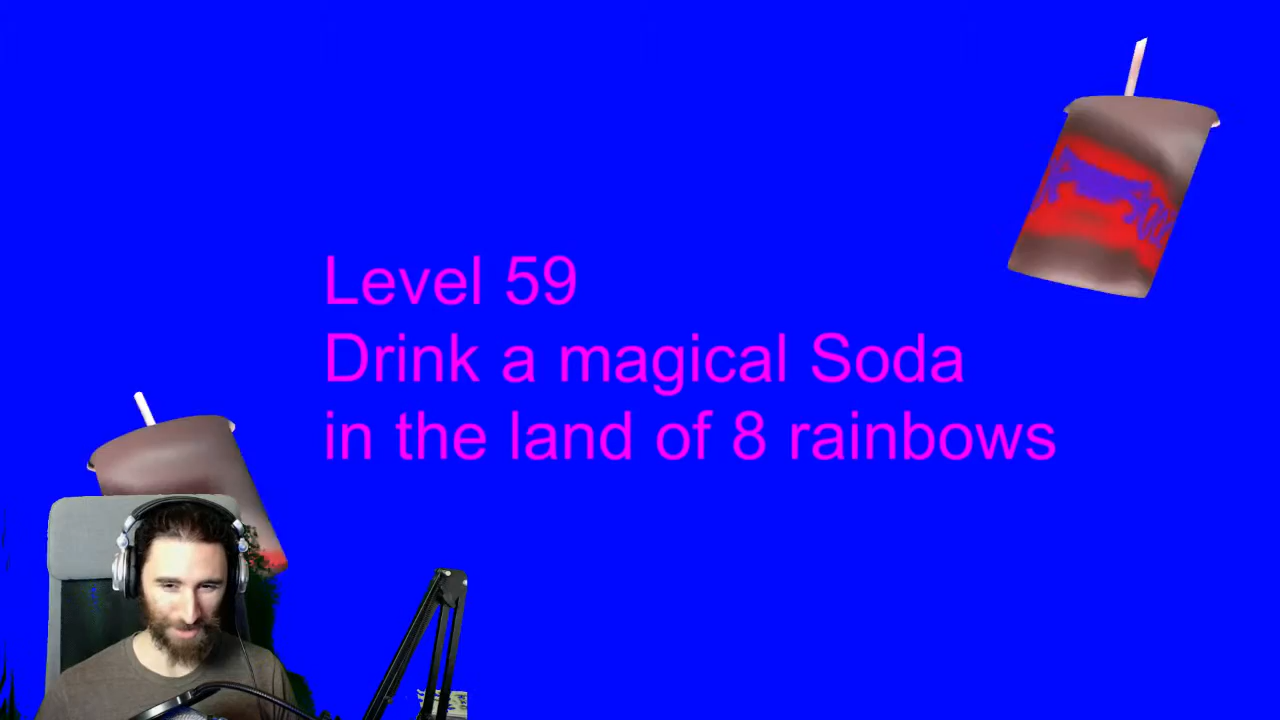 Level 59
Drink a magical Soda
in the land of 8 rainbows